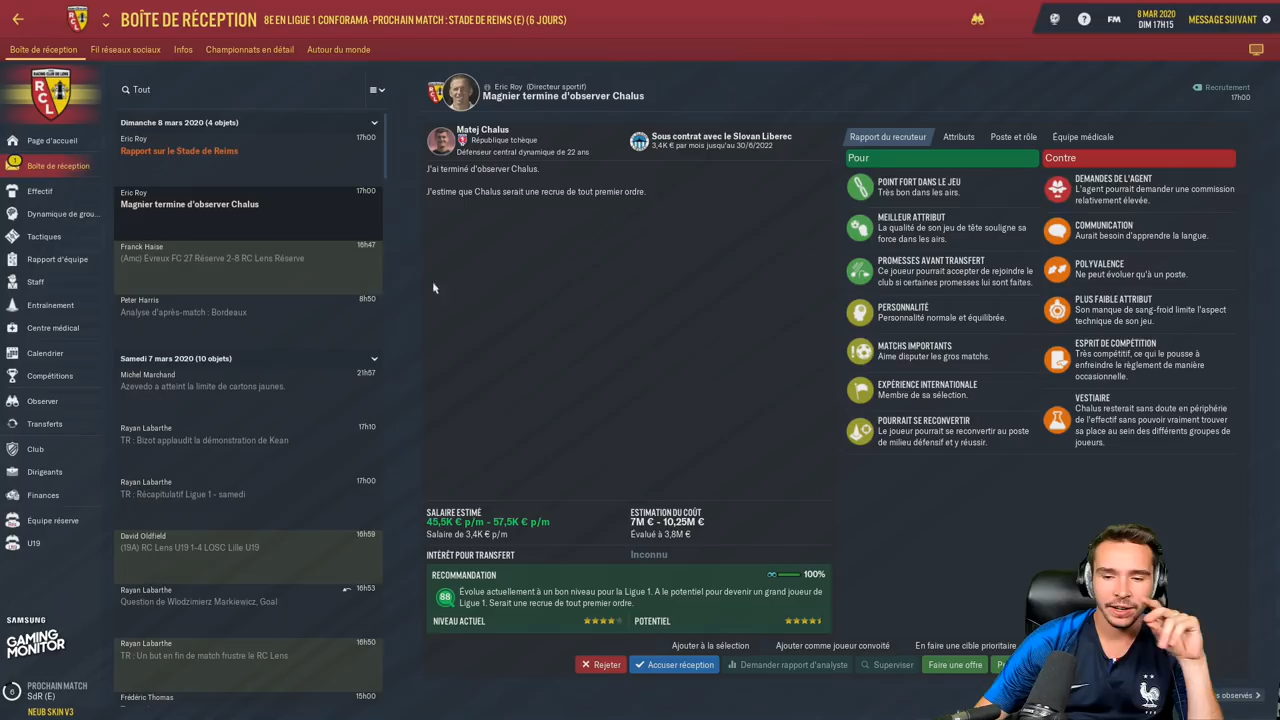 BOÎTE DE RÉCEPTION 8E EN LIGUE 1 CONFORAMA - PROCHAIN MATCH : STADE DE REIMS (E) (6 JOURS)
FM
8 MAR 2020
DIM 17H15
MESSAGE SUIVANT
Boîte de réception
Fil réseaux sociaux
Infos
Championnats en détail
Autour du monde
RCL
Page d'accueil
Boîte de réception
Effectif
Dynamique de grou...
Tactiques
Rapport d'équipe
Staff
Entraînement
Centre médical
Calendrier
Compétitions
Observer
Transferts
Club
Dirigeants
Finances
Équipe réserve
U19
SAMSUNG
GAMING
MONITOR
PROCHAIN MATCH
SdR (E)
NEUB SKIN V3
Tout
Dimanche 8 mars 2020 (4 objets)
Eric Roy 17h00
Rapport sur le Stade de Reims
Eric Roy 17h00
Magnier termine d'observer Chalus
Franck Haise 16h47
(Amc) Evreux FC 27 Réserve 2-8 RC Lens Réserve
Peter Harris 8h50
Analyse d'après-match : Bordeaux
Samedi 7 mars 2020 (10 objets)
Michel Marchand 21h57
Azevedo a atteint la limite de cartons jaunes.
Rayan Labarthe 17h10
TR : Bizot applaudit la démonstration de Kean
Rayan Labarthe 17h00
TR : Récapitulatif Ligue 1 - samedi
David Oldfield 16h59
(19A) RC Lens U19 1-4 LOSC Lille U19
Rayan Labarthe 16h53
Question de Wlodzimierz Markiewicz, Goal
Rayan Labarthe 16h50
TR : Un but en fin de match frustre le RC Lens
Frédéric Thomas 15h00
Eric Roy (Directeur sportif)
Magnier termine d'observer Chalus
Recrutement
17h00
Matej Chalus
République tchèque
Défenseur central dynamique de 22 ans
Sous contrat avec le Slovan Liberec
3,4K € par mois jusqu'au 30/6/2022
J'ai terminé d'observer Chalus.
J'estime que Chalus serait une recrue de tout premier ordre.
Rapport du recruteur
Attributs
Poste et rôle
Équipe médicale
Pour
POINT FORT DANS LE JEU
Très bon dans les airs.
MEILLEUR ATTRIBUT
La qualité de son jeu de tête souligne sa
force dans les airs.
PROMESSES AVANT TRANSFERT
Ce joueur pourrait accepter de rejoindre le
club si certaines promesses lui sont faites.
PERSONNALITÉ
Personnalité normale et équilibrée.
MATCHS IMPORTANTS
Aime disputer les gros matchs.
EXPÉRIENCE INTERNATIONALE
Membre de sa sélection.
POURRAIT SE RECONVERTIR
Le joueur pourrait se reconvertir au poste
de milieu défensif et y réussir.
Contre
DEMANDES DE L'AGENT
L'agent pourrait demander une commission
relativement élevée.
COMMUNICATION
Aurait besoin d'apprendre la langue.
POLYVALENCE
Ne peut évoluer qu'à un poste.
PLUS FAIBLE ATTRIBUT
Son manque de sang-froid limite l'aspect
technique de son jeu.
ESPRIT DE COMPÉTITION
Très compétitif, ce qui le pousse à
enfreindre le règlement de manière
occasionnelle.
VESTIAIRE
Chalus resterait sans doute en périphérie
de l'effectif sans pouvoir vraiment trouver
sa place au sein des différents groupes de
joueurs.
SALAIRE ESTIMÉ
45,5K € p/m - 57,5K € p/m
Salaire de 3,4K € p/m
ESTIMATION DU COÛT
7M € - 10,25M €
Évalué à 3,8M €
INTÉRÊT POUR TRANSFERT
Inconnu
RECOMMANDATION 100%
88
Évolue actuellement à un bon niveau pour la Ligue 1. A le potentiel pour devenir un grand joueur de
Ligue 1. Serait une recrue de tout premier ordre.
NIVEAU ACTUEL
POTENTIEL
Ajouter à la sélection
Ajouter comme joueur convoité
En faire une cible prioritaire
Rejeter
Accuser réception
Demander rapport d'analyste
Superviser
Faire une offre
observés